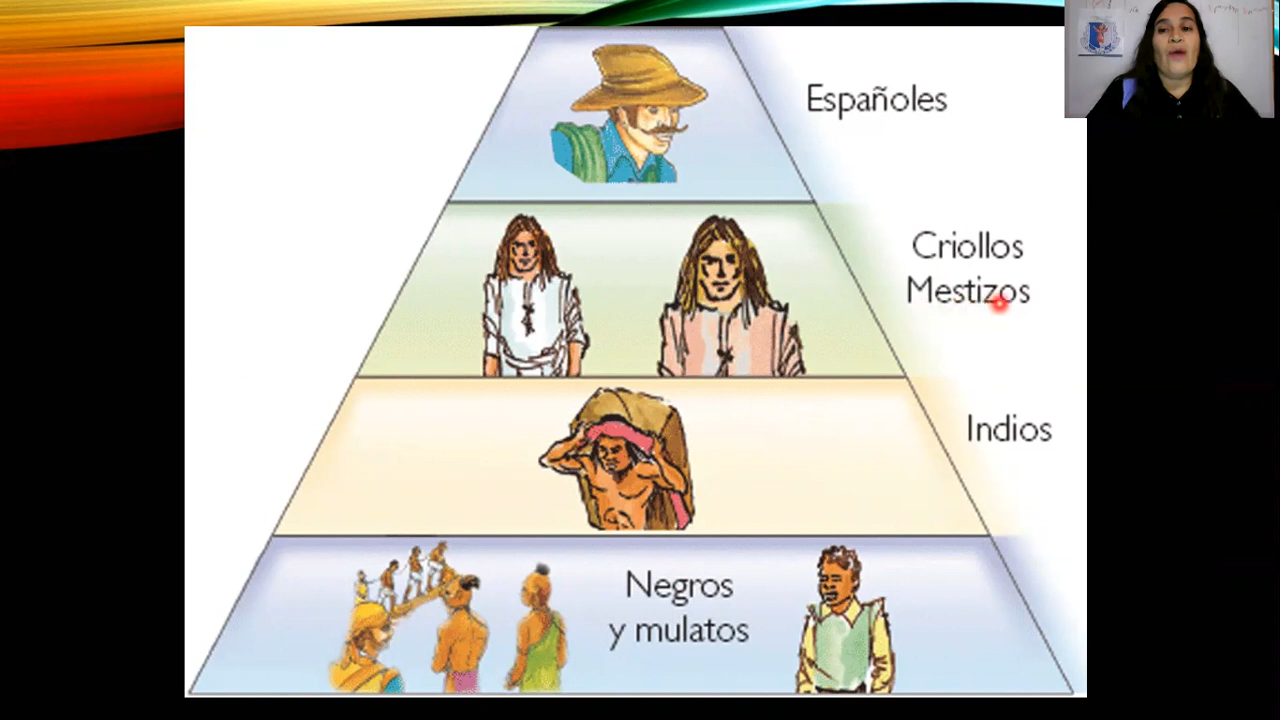 Españoles
Criollos
Mestizos
Indios
Negros
y mulatos